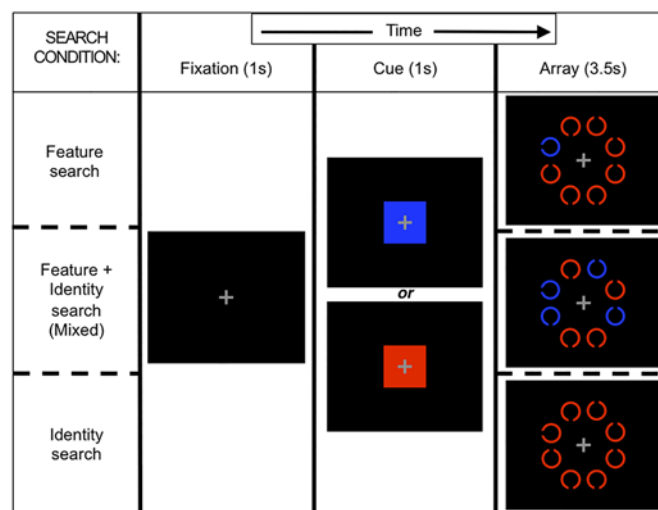 SEARCH
CONDITION:
Time
Fixation (1s)
Cue (1s)
Array (3.5s)
Feature
search
or
Feature +
Identity
search
(Mixed)
Identity
search